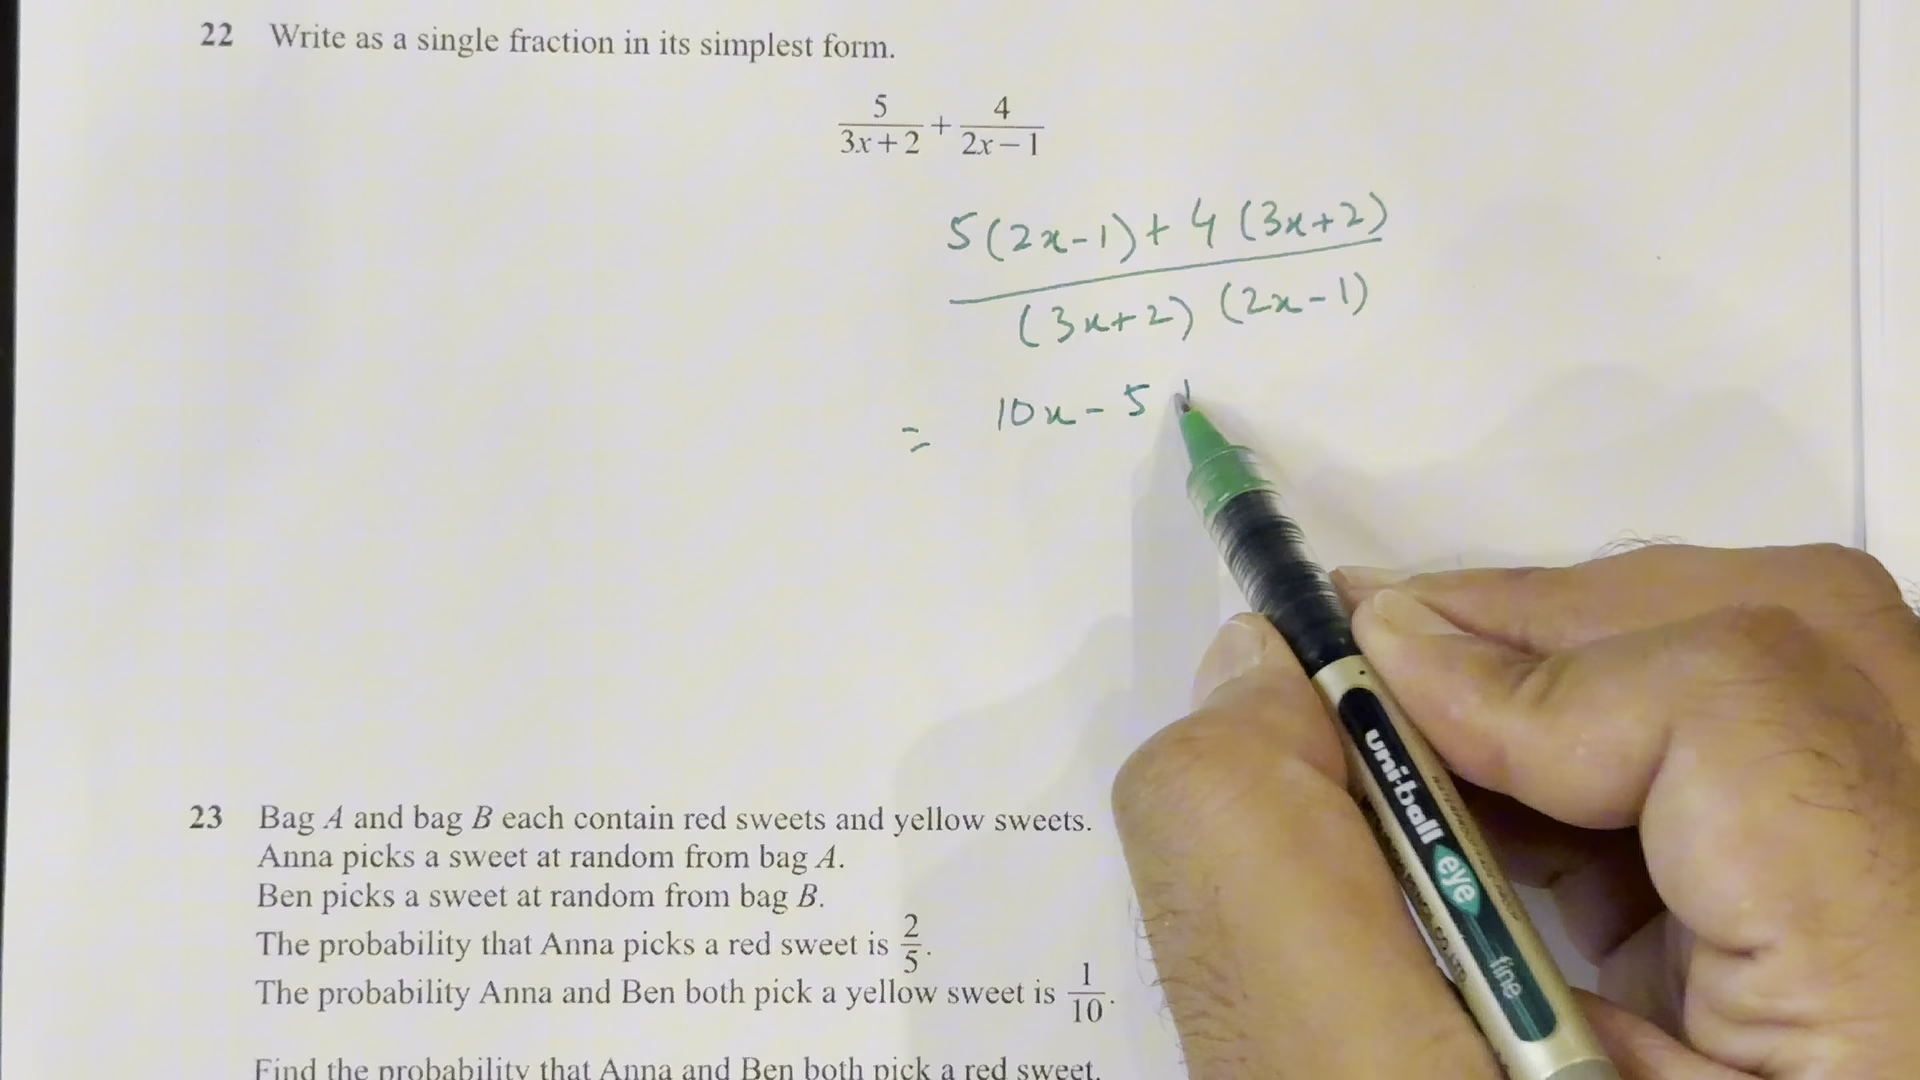 22 Write as a single fraction in its simplest form.
5/(3x+2) + 4/(2x−1)
5(2x-1)+4(3x+2)
(3x+2)(2x-1)
= 10x-5
23 Bag A and bag B each contain red sweets and yellow sweets.
Anna picks a sweet at random from bag A.
Ben picks a sweet at random from bag B.
The probability that Anna picks a red sweet is 2/5.
The probability Anna and Ben both pick a yellow sweet is 1/10.
Find the probability that Anna and Ben both pick a red sweet.
uni-ball eye fine